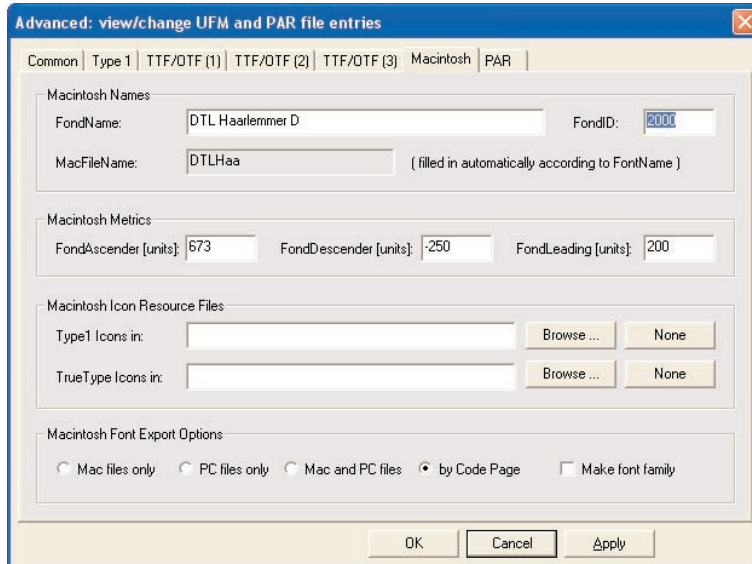 Advanced: view/change UFM and PAR file entries
Common Type 1 TTF/OTF (1) TTF/OTF (2) TTF/OTF (3) Macintosh PAR
Macintosh Names
FondName: DTL Haarlemmer D FondID: 2000
MacFileName: DTLHaa ( filled in automatically according to FontName )
Macintosh Metrics
FondAscender [units]: 673 FondDescender [units]: -250 FondLeading [units]: 200
Macintosh Icon Resource Files
Type1 Icons in: Browse ... None
TrueType Icons in: Browse ... None
Macintosh Font Export Options
Mac files only PC files only Mac and PC files by Code Page Make font family
OK Cancel Apply